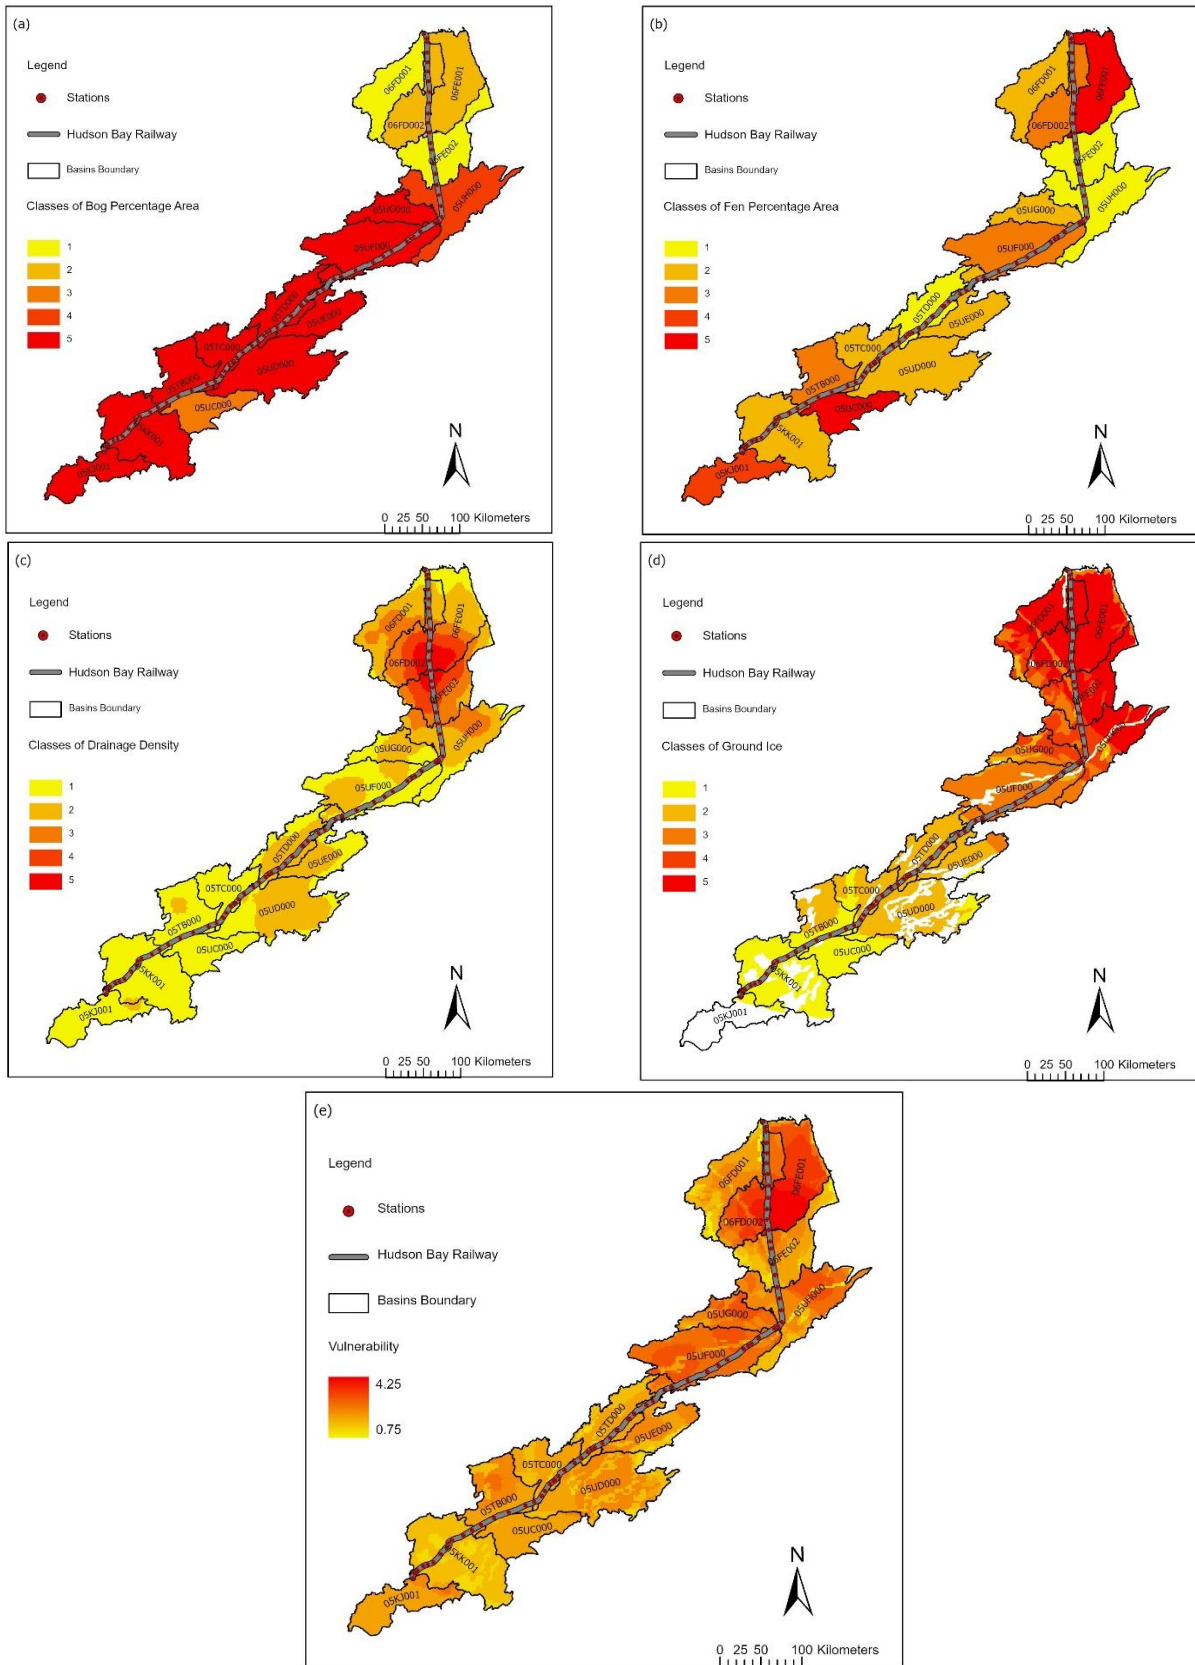 (a)
Legend
Stations
Hudson Bay Railway
Basins Boundary
Classes of Bog Percentage Area
1
2
3
4
5
06FD001
06FE001
06FD002
06FE002
05UH000
05UG000
05UF000
05TD000
05UE000
05TC000
05UD000
05TB000
05UC000
05KK001
05KJ001
N
0 25 50 100 Kilometers
(b)
Legend
Stations
Hudson Bay Railway
Basins Boundary
Classes of Fen Percentage Area
1
2
3
4
5
06FD001
06FE001
06FD002
06FE002
05UH000
05UG000
05UF000
05TD000
05UE000
05TC000
05UD000
05TB000
05UC000
05KK001
05KJ001
N
0 25 50 100 Kilometers
(c)
Legend
Stations
Hudson Bay Railway
Basins Boundary
Classes of Drainage Density
1
2
3
4
5
06FD001
06FE001
06FD002
06FE002
05UH000
05UG000
05UF000
05TD000
05UE000
05TC000
05UD000
05TB000
05UC000
05KK001
05KJ001
N
0 25 50 100 Kilometers
(d)
Legend
Stations
Hudson Bay Railway
Basins Boundary
Classes of Ground Ice
1
2
3
4
5
06FD001
06FE001
06FD002
06FE002
05UH000
05UG000
05UF000
05TD000
05UE000
05TC000
05UD000
05TB000
05UC000
05KK001
05KJ001
N
0 25 50 100 Kilometers
(e)
Legend
Stations
Hudson Bay Railway
Basins Boundary
Vulnerability
4.25
0.75
06FD001
06FE001
06FD002
06FE002
05UH000
05UG000
05UF000
05TD000
05UE000
05TC000
05UD000
05TB000
05UC000
05KK001
05KJ001
N
0 25 50 100 Kilometers